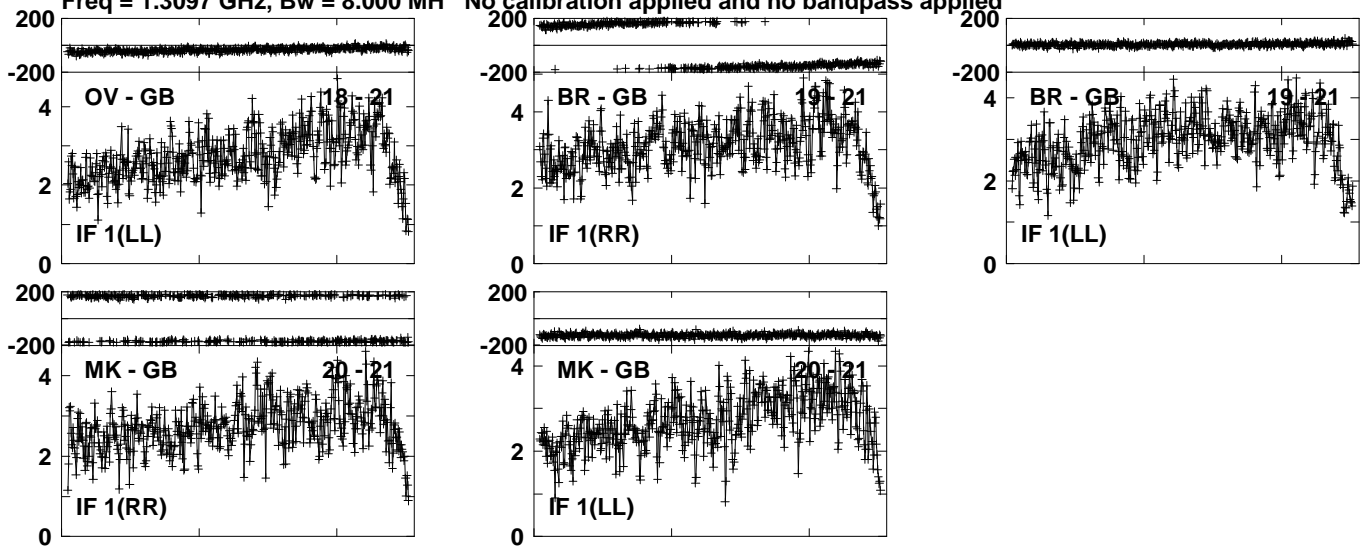 Freq = 1.3097 GHz, Bw = 8.000 MH No calibration applied and no bandpass applied
200
-200
OV - GB 18 - 21
4
2
IF 1(LL)
0
200
-200
BR - GB 19 - 21
4
2
IF 1(RR)
0
200
-200
BR - GB 19 - 21
4
2
IF 1(LL)
0
200
-200
MK - GB 20 - 21
4
2
IF 1(RR)
0
200
-200
MK - GB 20 - 21
4
2
IF 1(LL)
0